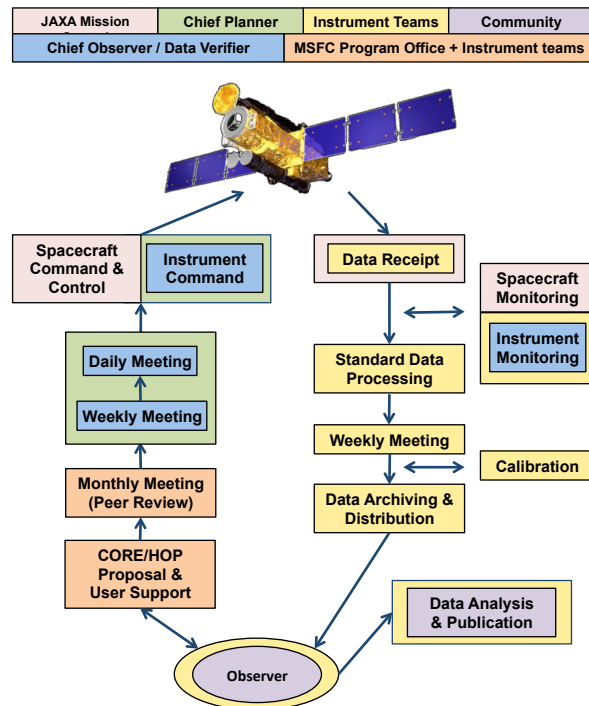 JAXA Mission
Chief Planner
Instrument Teams
Community
Chief Observer / Data Verifier
MSFC Program Office + Instrument teams
Spacecraft
Command &
Control
Instrument
Command
Data Receipt
Spacecraft
Monitoring
Instrument
Monitoring
Daily Meeting
Weekly Meeting
Standard Data
Processing
Weekly Meeting
Calibration
Monthly Meeting
(Peer Review)
Data Archiving &
Distribution
CORE/HOP
Proposal &
User Support
Data Analysis
& Publication
Observer